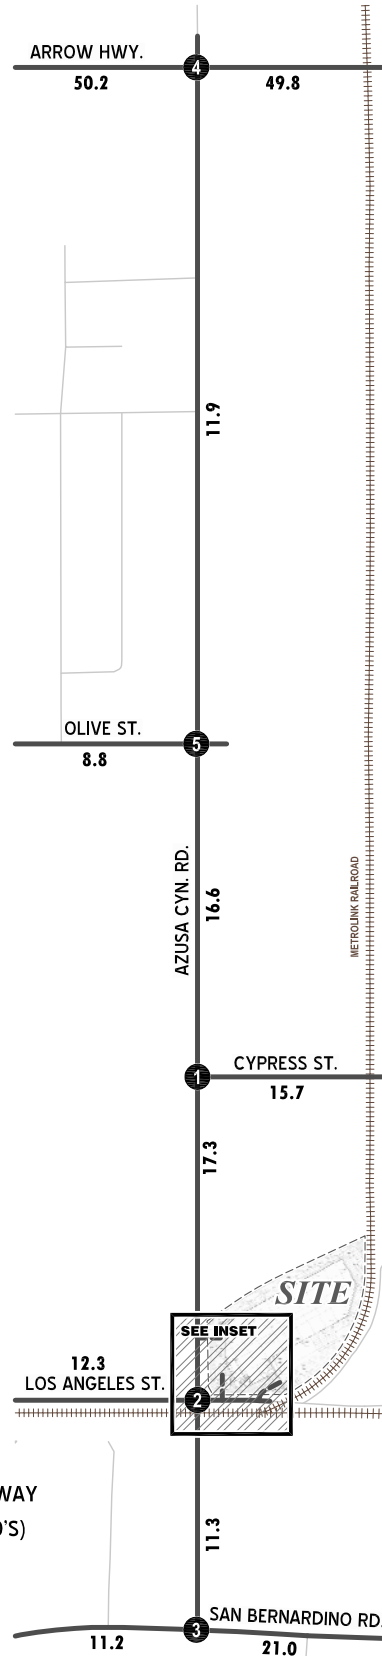 ARROW HWY.
4
50.2
49.8
11.9
OLIVE ST.
5
8.8
AZUSA CYN. RD.
16.6
METROLINK RAILROAD
CYPRESS ST.
1
15.7
17.3
SITE
SEE INSET
12.3
LOS ANGELES ST.
2
WAY
'S)
11.3
SAN BERNARDINO RD.
3
11.2
21.0